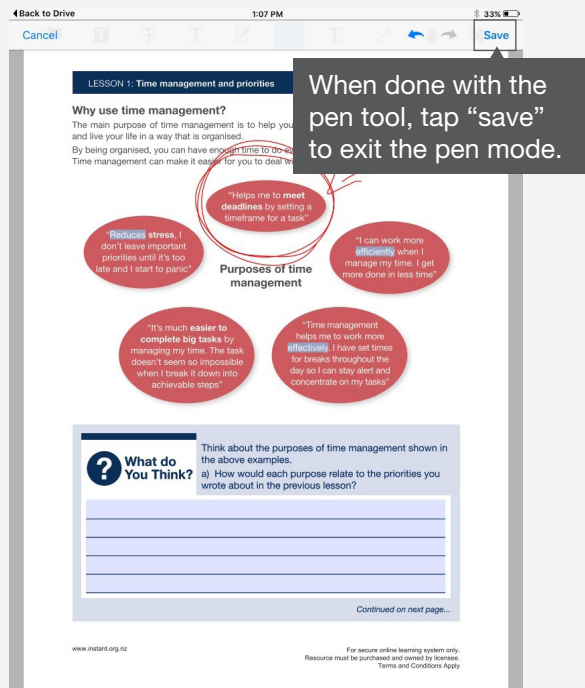 Back to Drive
1:07 PM
33%
Cancel
Save
When done with the
pen tool, tap “save”
to exit the pen mode.
LESSON 1: Time management and priorities
Why use time management?
The main purpose of time management is to help you
and live your life in a way that is organised.
By being organised, you can have enough time to do
Time management can make it easier for you to deal
“Helps me to meet
deadlines by setting a
timeframe for a task”
“Reduces stress, I
don't leave important
priorities until it's too
late and I start to panic”
“I can work more
efficiently when I
manage my time. I get
more done in less time”
Purposes of time
management
“It's much easier to
complete big tasks by
managing my time. The task
doesn't seem so impossible
when I break it down into
achievable steps”
“Time management
helps me to work more
effectively. I have set times
for breaks throughout the
day so I can stay alert and
concentrate on my tasks”
?
What do
You Think?
Think about the purposes of time management shown in
the above examples.
a) How would each purpose relate to the priorities you
wrote about in the previous lesson?
Continued on next page...
www.instant.org.nz
For secure online learning system only.
Resource must be purchased and owned by licensee.
Terms and Conditions Apply